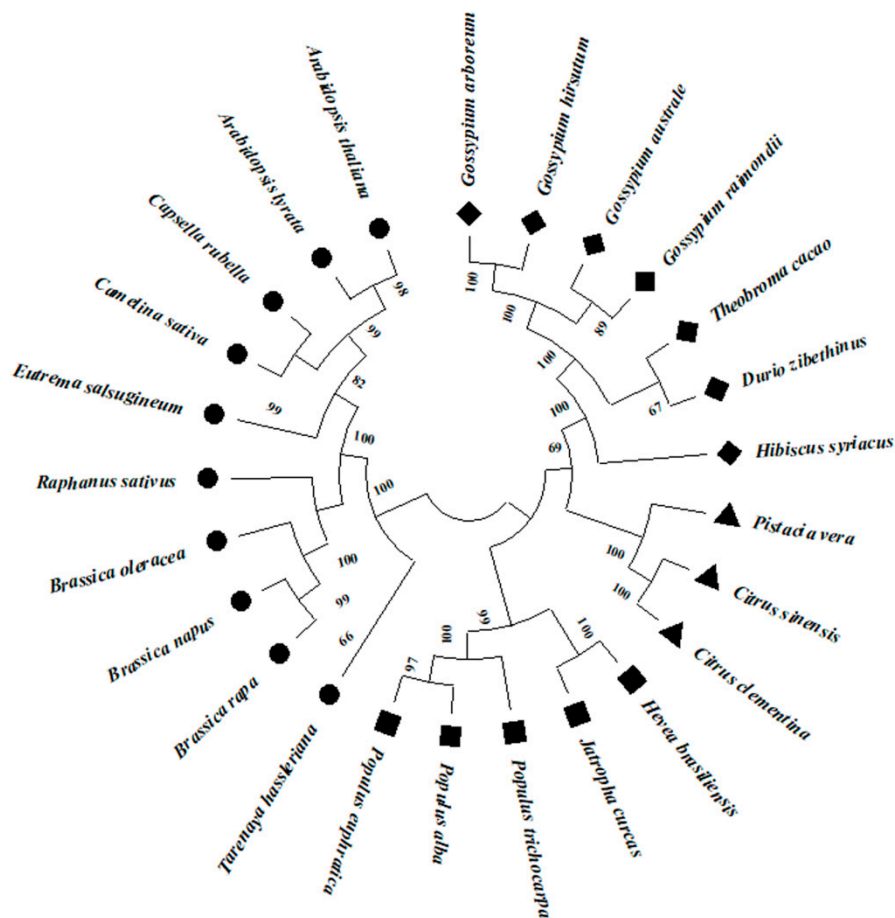 Gossypium arboreum
Gossypium hirsutum
Gossypium australe
Gossypium raimondii
Theobroma cacao
Durio zibethinus
Hibiscus syriacus
Pistacia vera
Citrus sinensis
Citrus clementina
Hevea brasiliensis
Jatropha curcas
Populus trichocarpa
Populus alba
Populus euphratica
Tarenaya hassleriana
Brassica rapa
Brassica napus
Brassica oleracea
Raphanus sativus
Eutrema salsugineum
Camelina sativa
Capsella rubella
Arabidopsis lyrata
Arabidopsis thaliana
100
100
89
100
67
100
69
100
100
100
99
100
97
66
99
100
100
100
82
99
99
98